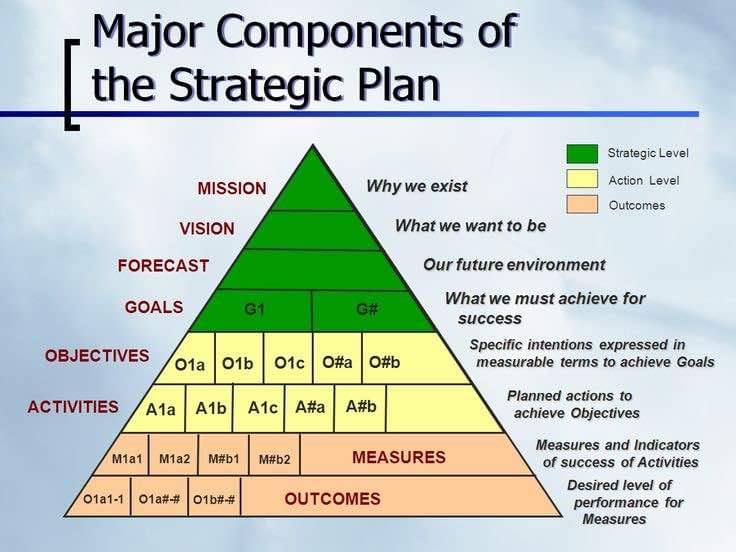 Major Components of
the Strategic Plan
Strategic Level
Action Level
Outcomes
MISSION
Why we exist
VISION
What we want to be
FORECAST
Our future environment
GOALS
G1
G#
What we must achieve for
success
OBJECTIVES
O1a
O1b
O1c
O#a
O#b
Specific intentions expressed in
measurable terms to achieve Goals
ACTIVITIES
A1a
A1b
A1c
A#a
A#b
Planned actions to
achieve Objectives
M1a1
M1a2
M#b1
M#b2
MEASURES
Measures and Indicators
of success of Activities
O1a1-1
O1a#-#
O1b#-#
OUTCOMES
Desired level of
performance for
Measures